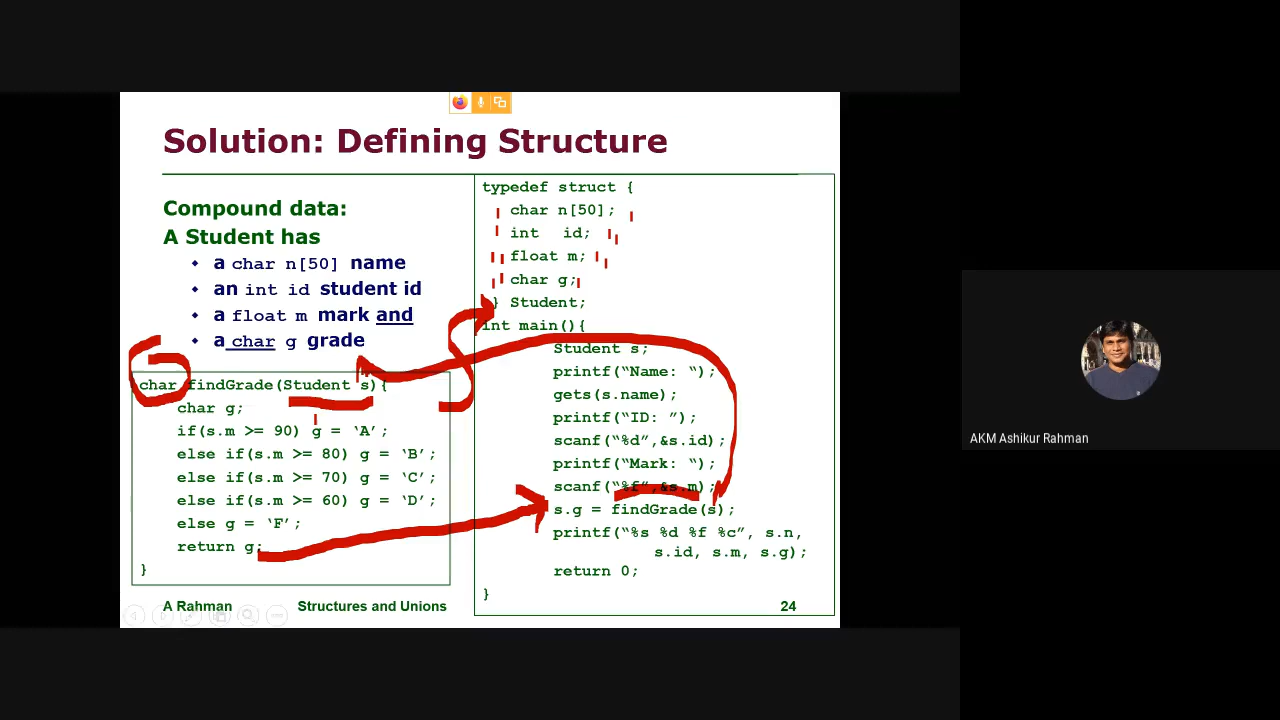 Solution: Defining Structure
Compound data:
A Student has
a char n[50] name
an int id student id
a float m mark and
a char g grade
char findGrade(Student s){
char g;
if(s.m >= 90) g = ‘A’;
else if(s.m >= 80) g = ‘B’;
else if(s.m >= 70) g = ‘C’;
else if(s.m >= 60) g = ‘D’;
else g = ‘F’;
return g;
}
typedef struct {
char n[50];
int id;
float m;
char g;
} Student;
int main(){
Student s;
printf(“Name: “);
gets(s.name);
printf(“ID: ”);
scanf(“%d”,&s.id);
printf(“Mark: “);
scanf(“%f”,&s.m);
s.g = findGrade(s);
printf(“%s %d %f %c”, s.n,
s.id, s.m, s.g);
return 0;
}
A Rahman Structures and Unions 24
AKM Ashikur Rahman